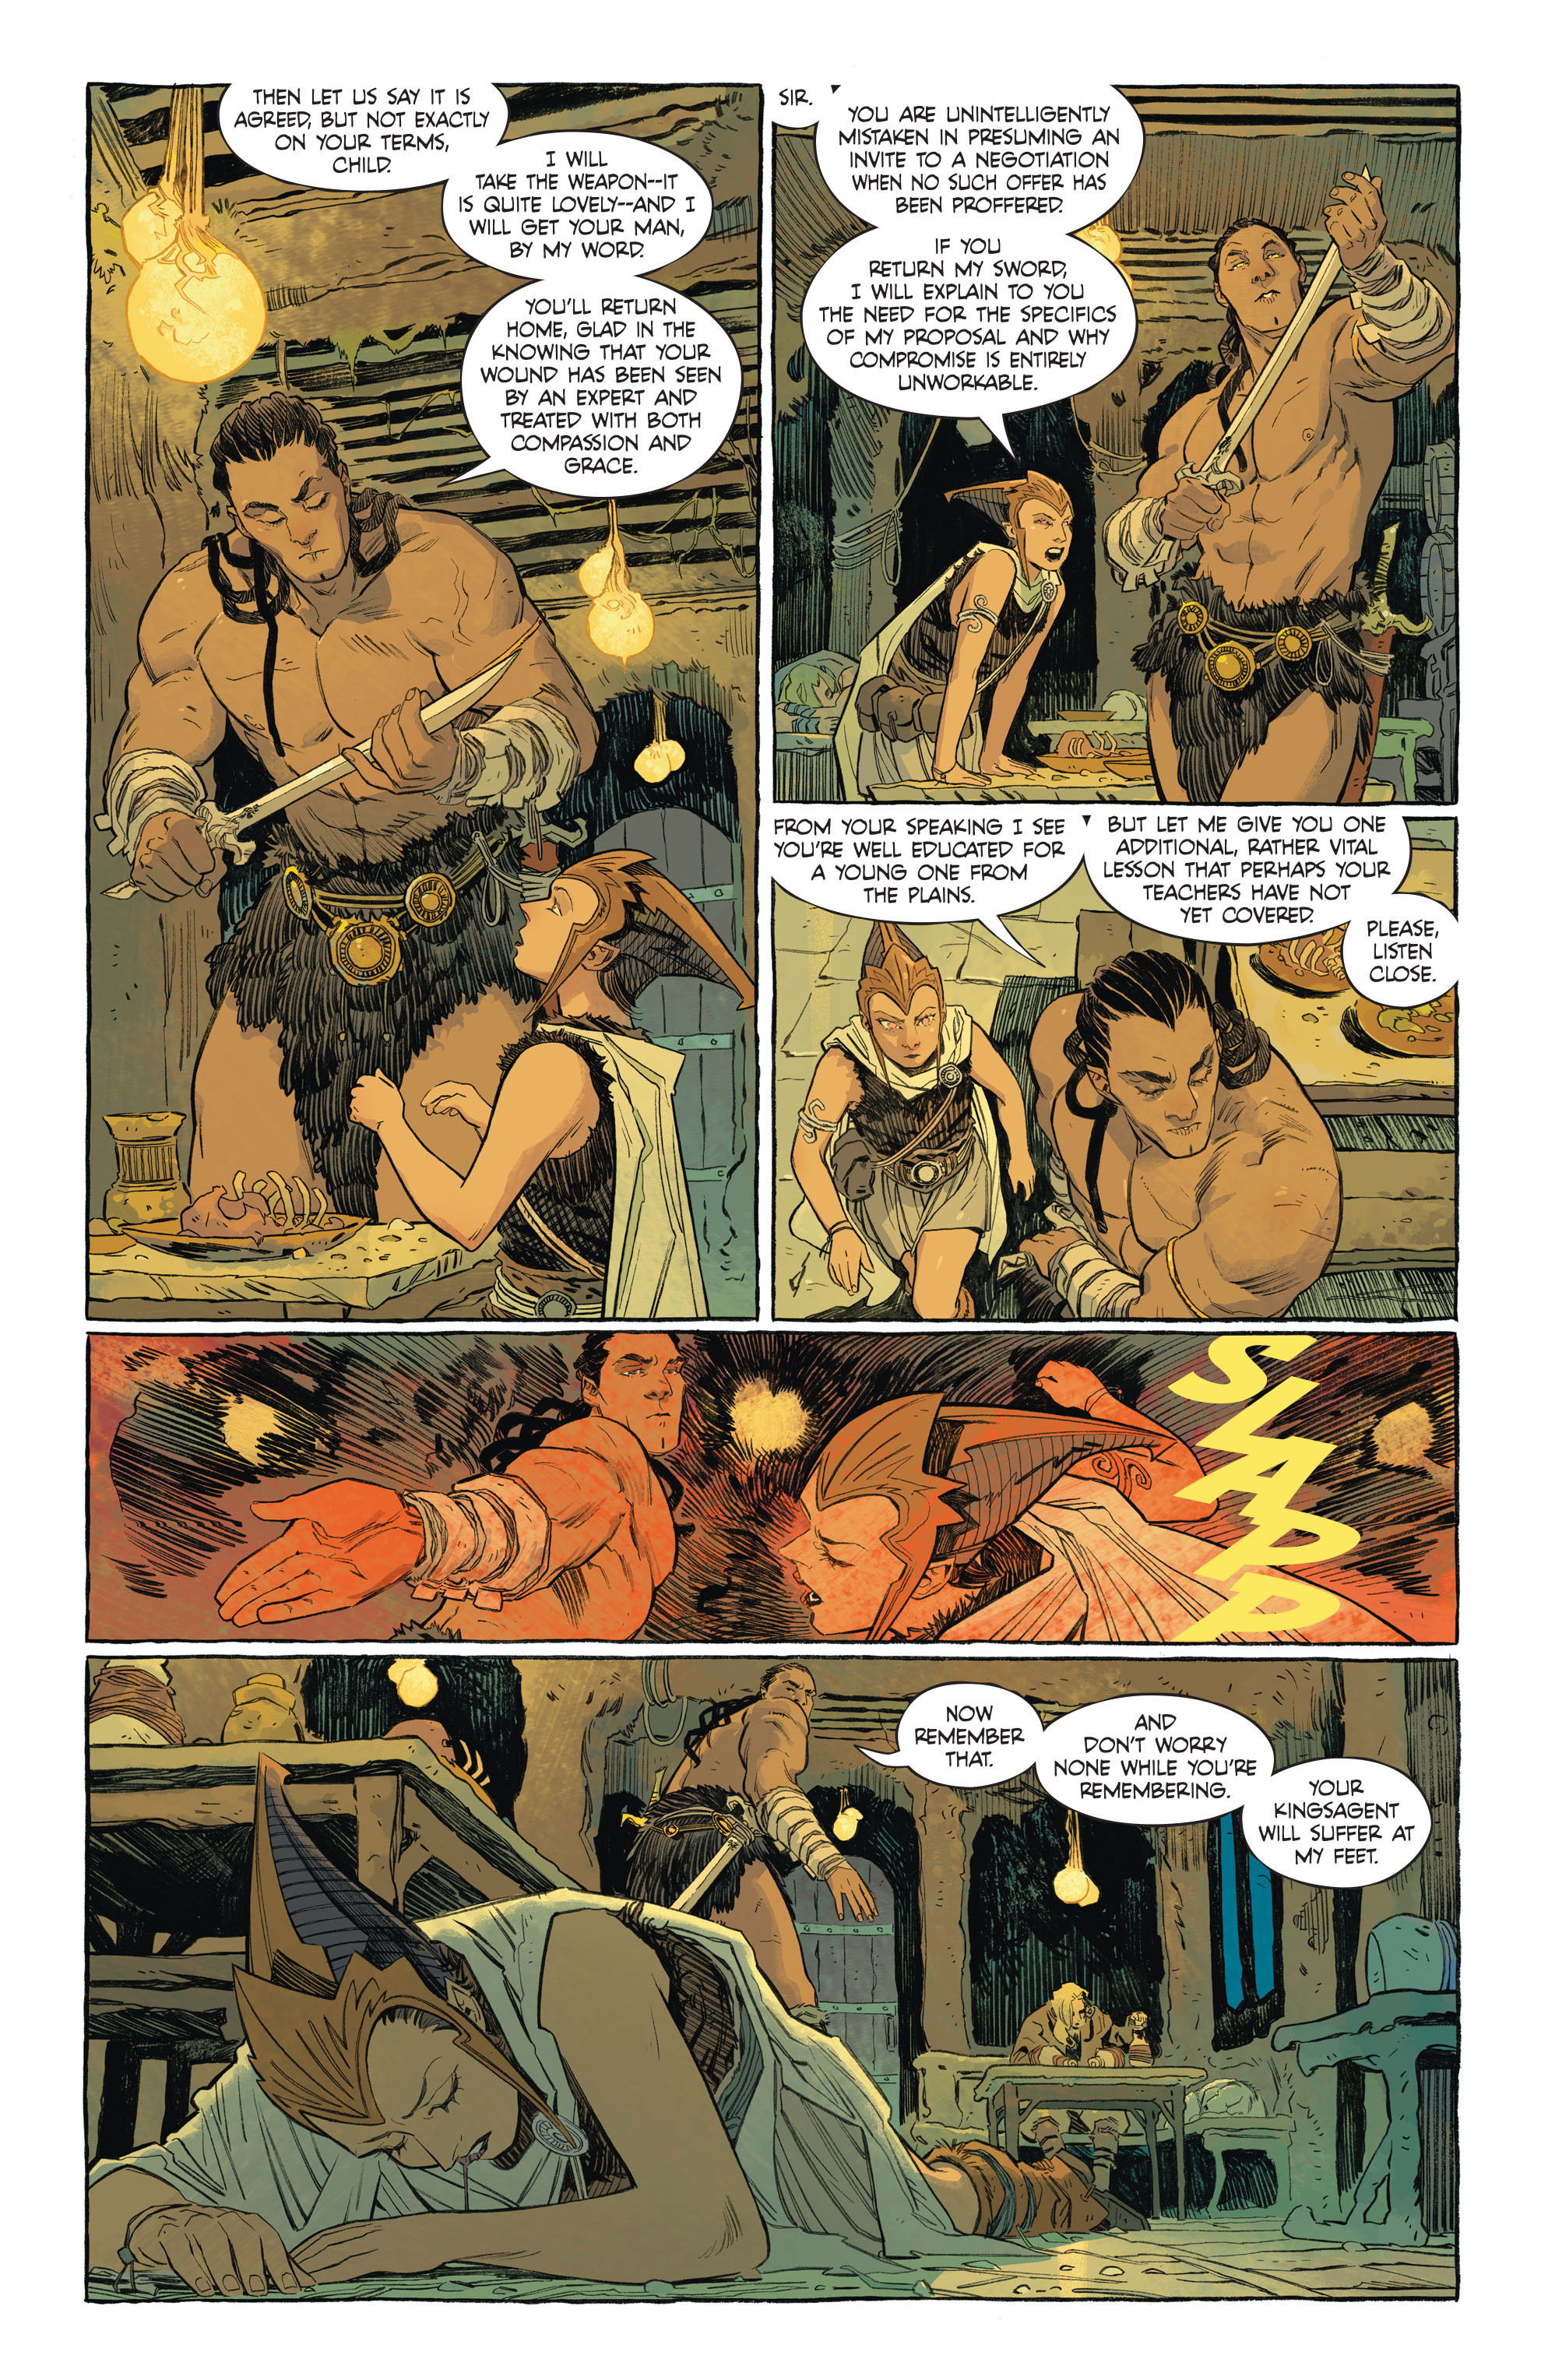 THEN LET US SAY IT IS
AGREED, BUT NOT EXACTLY
ON YOUR TERMS,
CHILD.
I WILL
TAKE THE WEAPON--IT
IS QUITE LOVELY--AND I
WILL GET YOUR MAN,
BY MY WORD.
YOU'LL RETURN
HOME, GLAD IN THE
KNOWING THAT YOUR
WOUND HAS BEEN SEEN
BY AN EXPERT AND
TREATED WITH BOTH
COMPASSION AND
GRACE.
SIR.
YOU ARE UNINTELLIGENTLY
MISTAKEN IN PRESUMING AN
INVITE TO A NEGOTIATION
WHEN NO SUCH OFFER HAS
BEEN PROFFERED.
IF YOU
RETURN MY SWORD,
I WILL EXPLAIN TO YOU
THE NEED FOR THE SPECIFICS
OF MY PROPOSAL AND WHY
COMPROMISE IS ENTIRELY
UNWORKABLE.
FROM YOUR SPEAKING I SEE
YOU'RE WELL EDUCATED FOR
A YOUNG ONE FROM
THE PLAINS.
BUT LET ME GIVE YOU ONE
ADDITIONAL, RATHER VITAL
LESSON THAT PERHAPS YOUR
TEACHERS HAVE NOT
YET COVERED.
PLEASE,
LISTEN
CLOSE.
SLAPP
NOW
REMEMBER
THAT.
AND
DON'T WORRY
NONE WHILE YOU'RE
REMEMBERING.
YOUR
KINGSAGENT
WILL SUFFER AT
MY FEET.